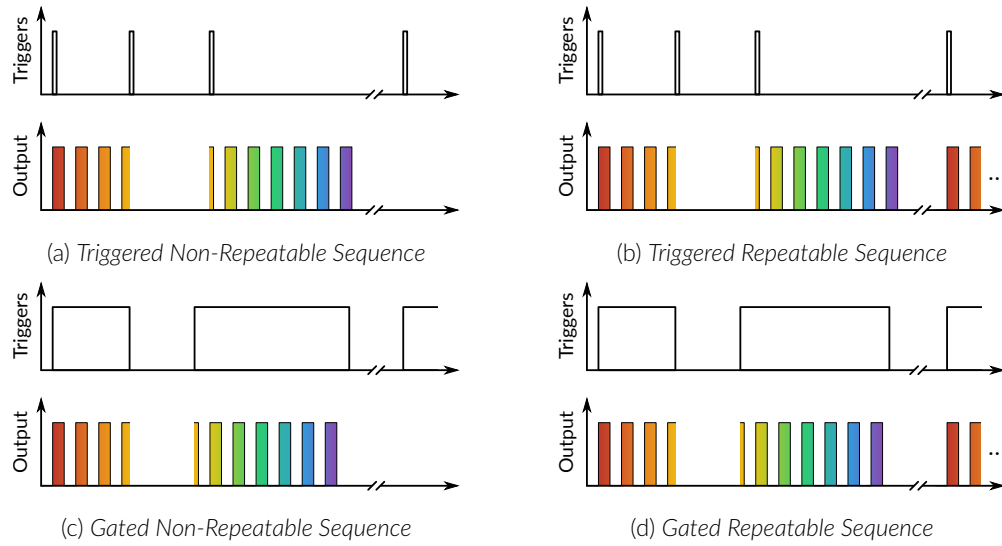 Triggers
Output
(a) Triggered Non-Repeatable Sequence
Triggers
Output
...
(b) Triggered Repeatable Sequence
Triggers
Output
(c) Gated Non-Repeatable Sequence
Triggers
Output
...
(d) Gated Repeatable Sequence